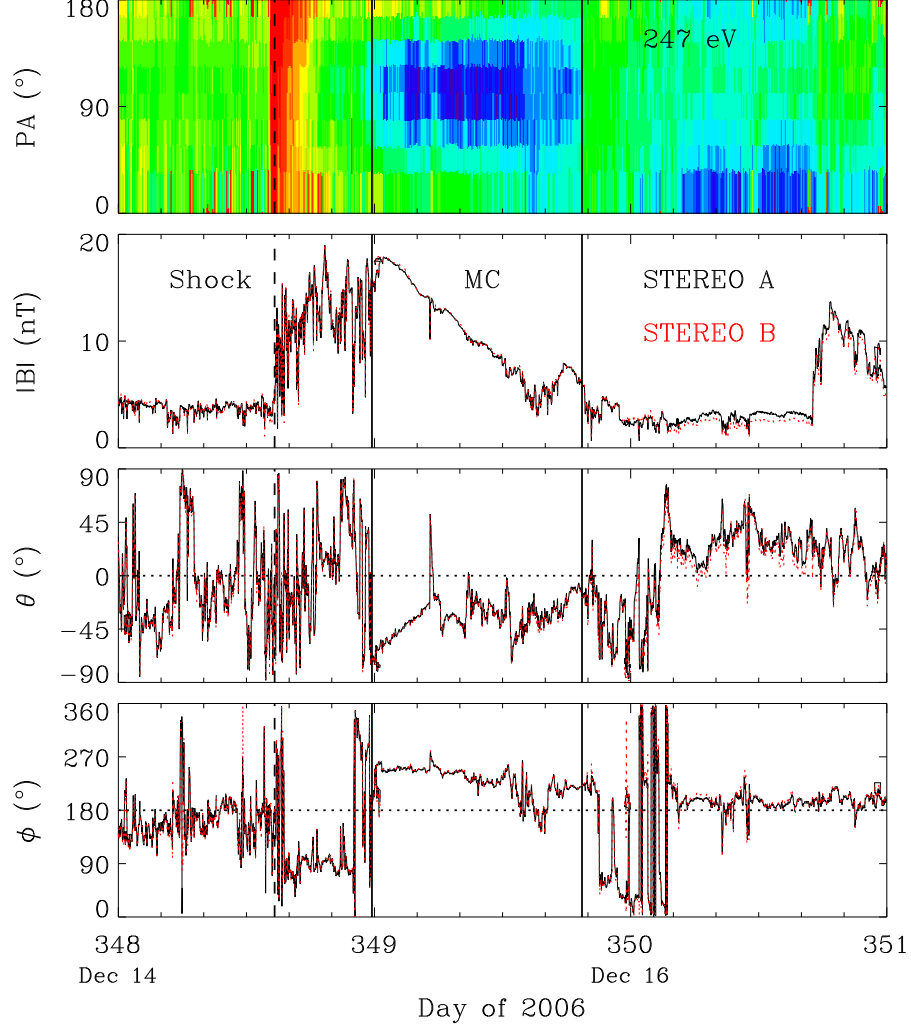 180
247 eV
PA (°)
90
0
20
Shock
MC
STEREO A
|B| (nT)
STEREO B
10
0
90
45
θ (°)
0
−45
−90
360
270
ϕ (°)
180
90
0
348
349
350
351
Dec 14
Dec 16
Day of 2006